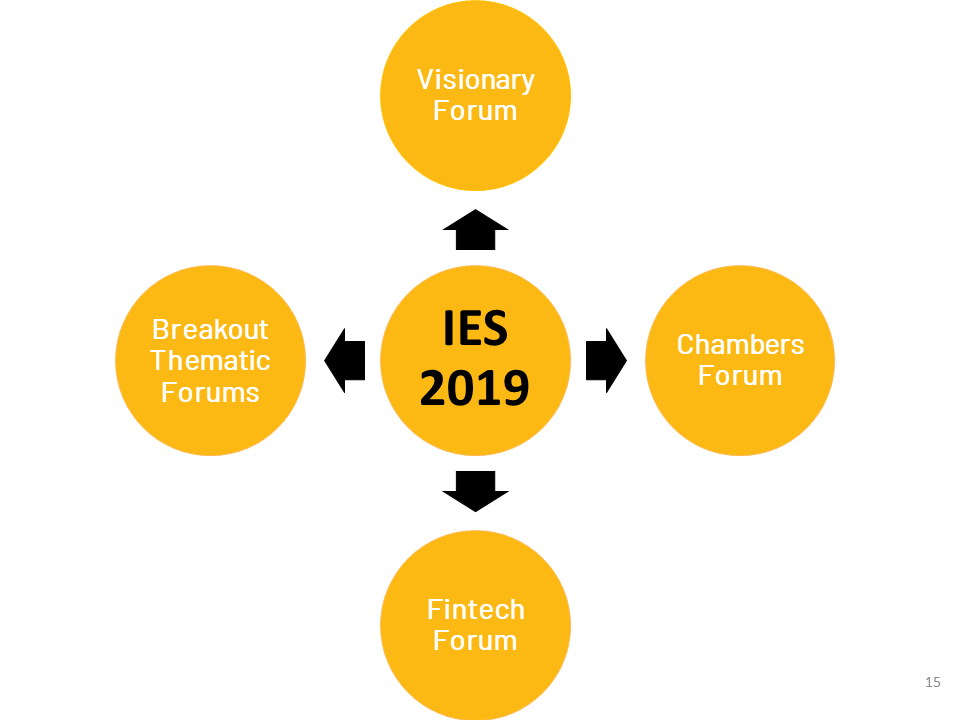 Visionary
Forum
Breakout
Thematic
Forums
IES
2019
Chambers
Forum
Fintech
Forum
15